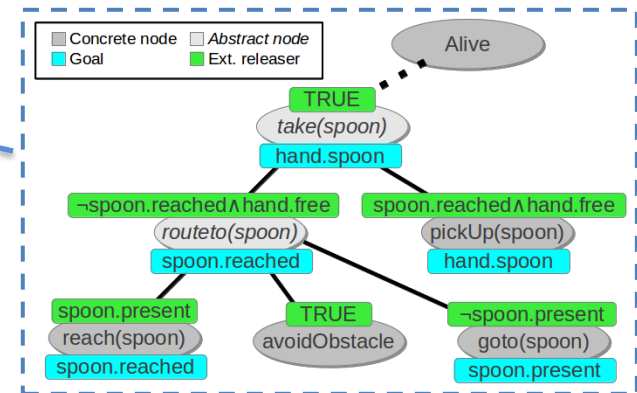 Concrete node
Abstract node
Goal
Ext. releaser
Alive
TRUE
take(spoon)
hand.spoon
¬spoon.reached∧hand.free
routeto(spoon)
spoon.reached
spoon.reached∧hand.free
pickUp(spoon)
hand.spoon
spoon.present
reach(spoon)
spoon.reached
TRUE
avoidObstacle
¬spoon.present
goto(spoon)
spoon.present